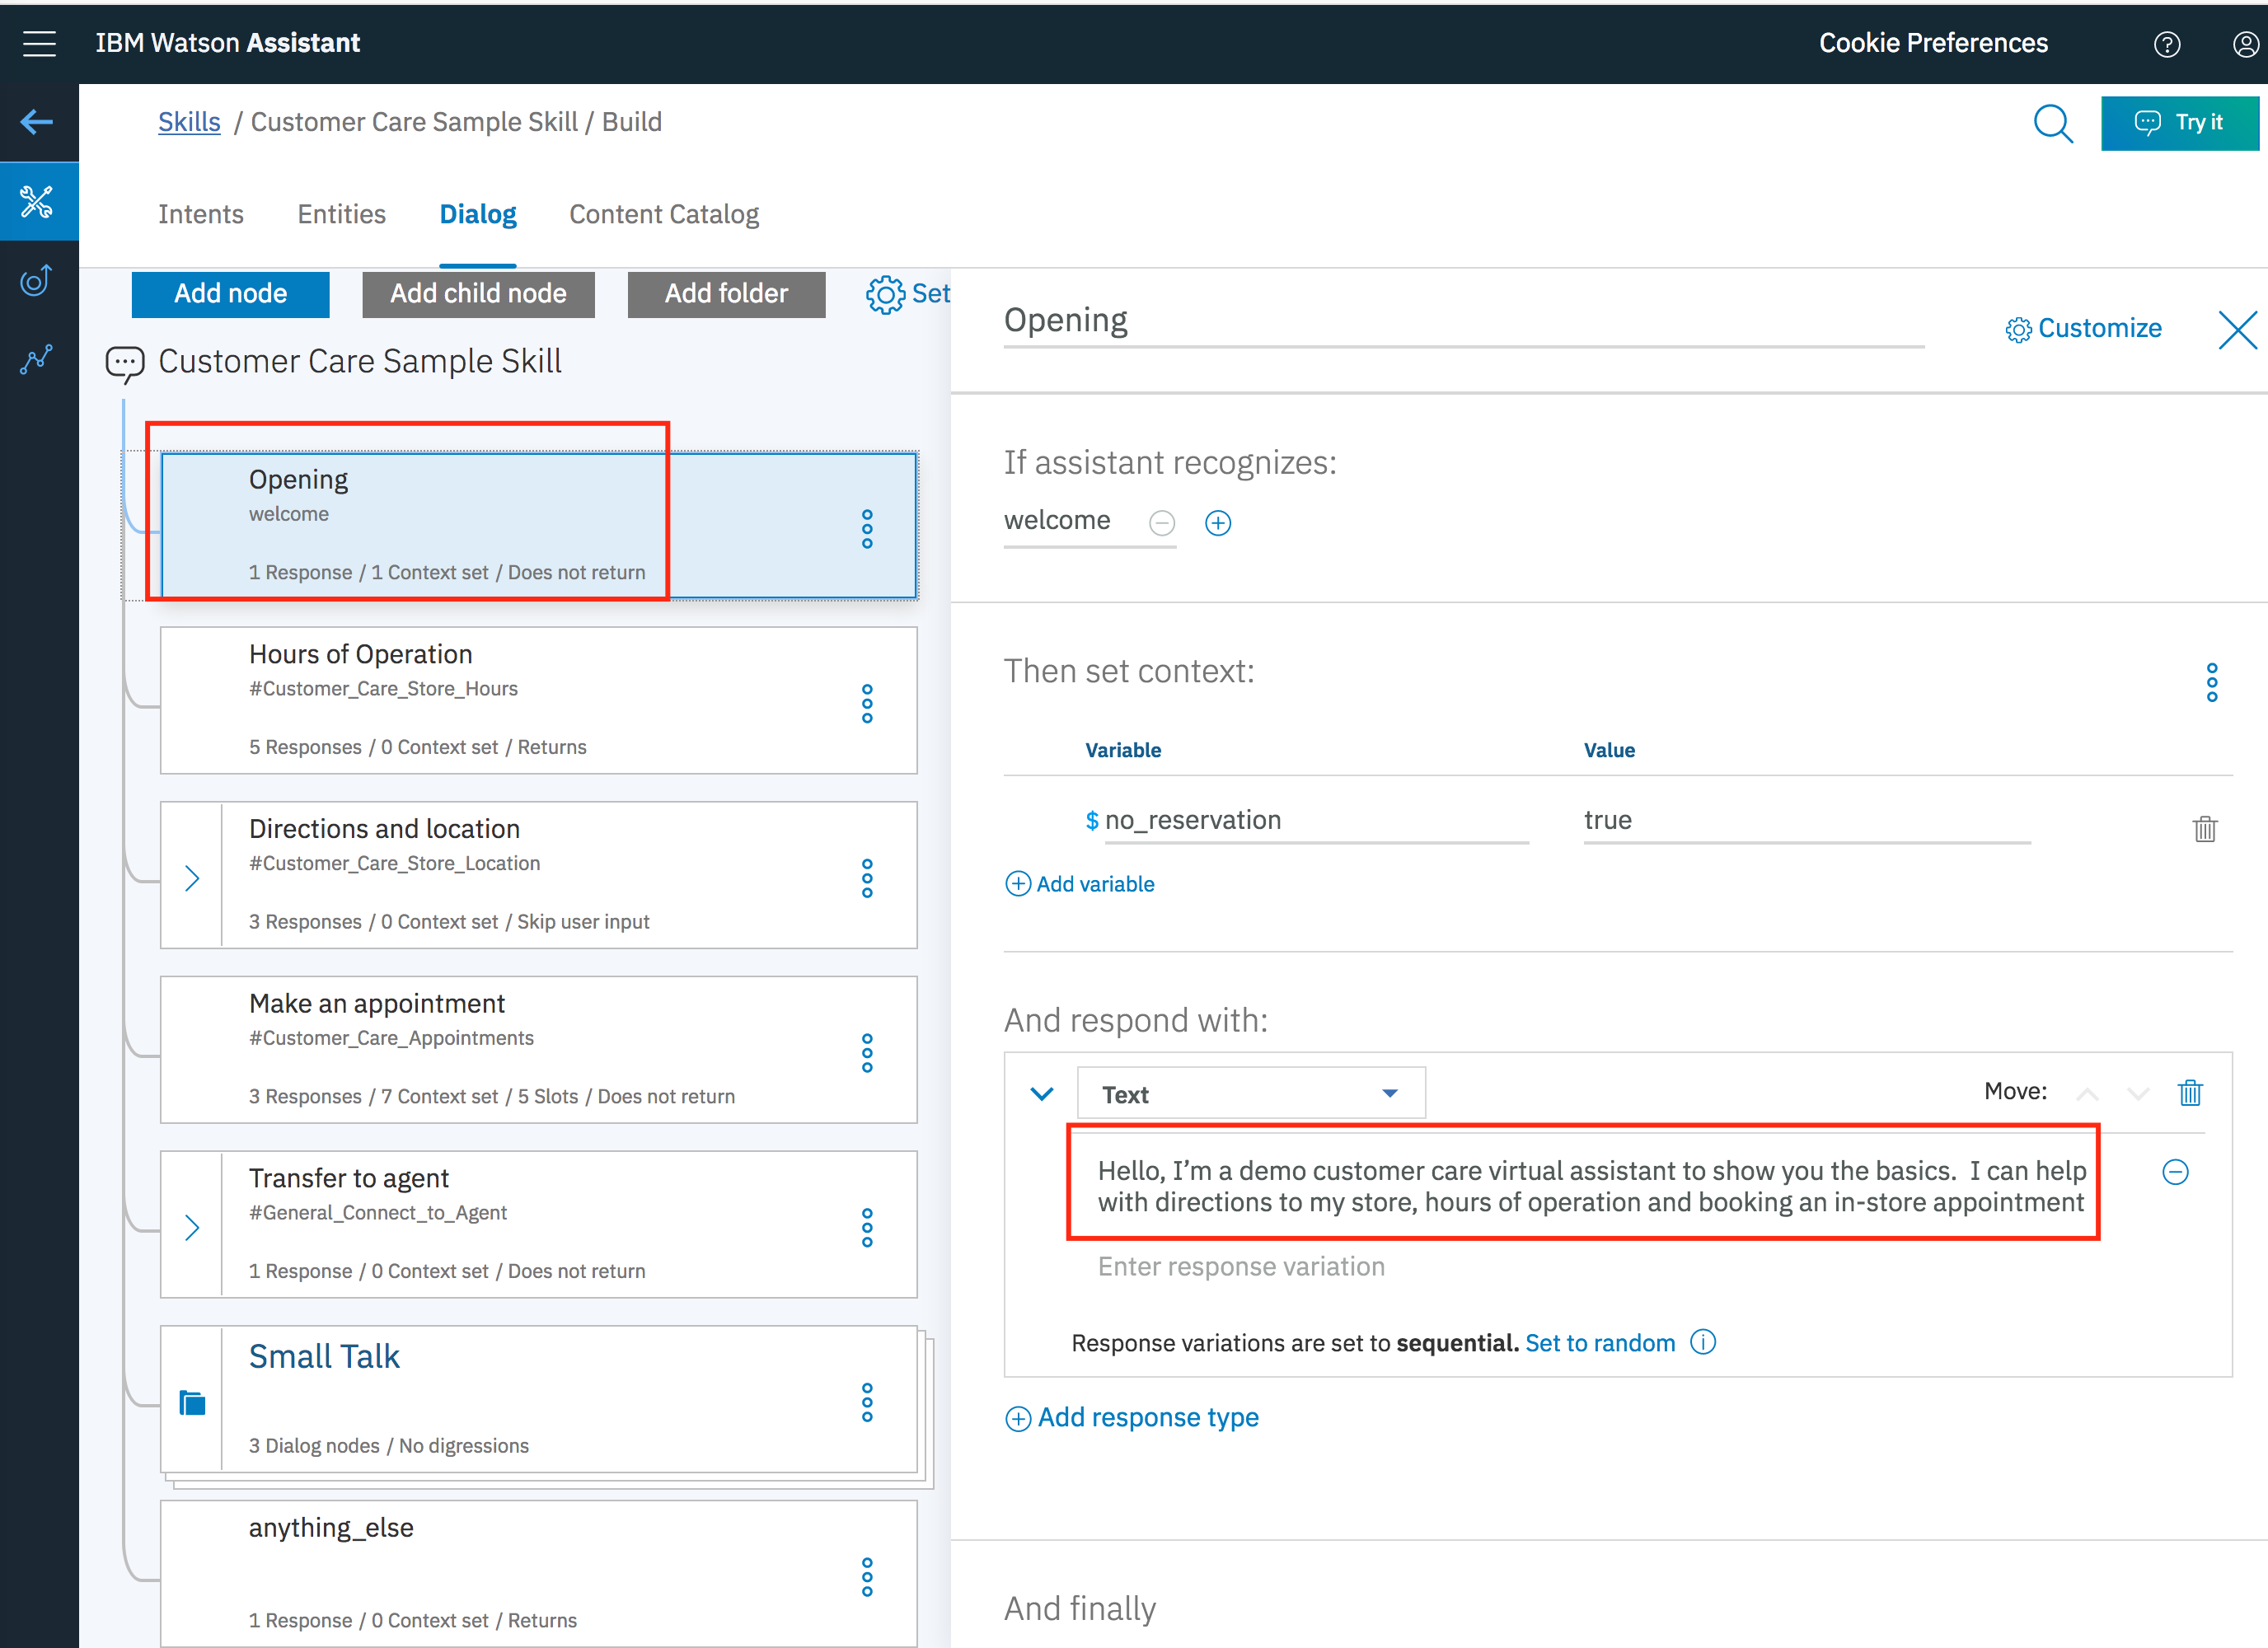 IBM Watson Assistant
Cookie Preferences
Skills / Customer Care Sample Skill / Build
Try it
Intents
Entities
Dialog
Content Catalog
Add node
Add child node
Add folder
Set
Customer Care Sample Skill
Opening
welcome
1 Response / 1 Context set / Does not return
Hours of Operation
#Customer_Care_Store_Hours
5 Responses / 0 Context set / Returns
Directions and location
#Customer_Care_Store_Location
3 Responses / 0 Context set / Skip user input
Make an appointment
#Customer_Care_Appointments
3 Responses / 7 Context set / 5 Slots / Does not return
Transfer to agent
#General_Connect_to_Agent
1 Response / 0 Context set / Does not return
Small Talk
3 Dialog nodes / No digressions
anything_else
1 Response / 0 Context set / Returns
Opening
Customize
If assistant recognizes:
welcome
Then set context:
Variable
Value
$ no_reservation
true
Add variable
And respond with:
Text
Move:
Hello, I’m a demo customer care virtual assistant to show you the basics.  I can help
with directions to my store, hours of operation and booking an in-store appointment
Enter response variation
Response variations are set to sequential. Set to random
Add response type
And finally